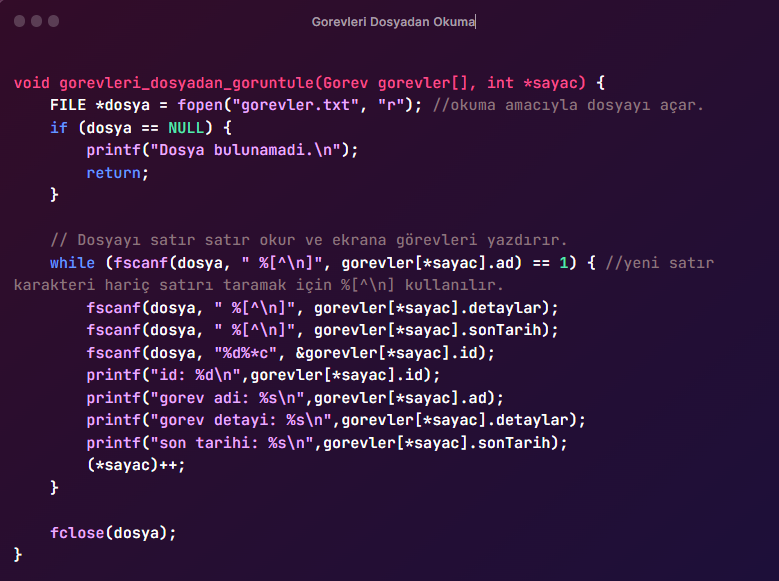 Gorevleri Dosyadan Okuma
void gorevleri_dosyadan_goruntule(Gorev gorevler[], int *sayac) {
    FILE *dosya = fopen("gorevler.txt", "r"); //okuma amacıyla dosyayı açar.
    if (dosya == NULL) {
        printf("Dosya bulunamadi.\n");
        return;
    }
    // Dosyayı satır satır okur ve ekrana görevleri yazdırır.
    while (fscanf(dosya, " %[^\n]", gorevler[*sayac].ad) == 1) { //yeni satır
karakteri hariç satırı taramak için %[^\n] kullanılır.
        fscanf(dosya, " %[^\n]", gorevler[*sayac].detaylar);
        fscanf(dosya, " %[^\n]", gorevler[*sayac].sonTarih);
        fscanf(dosya, "%d%*c", &gorevler[*sayac].id);
        printf("id: %d\n",gorevler[*sayac].id);
        printf("gorev adi: %s\n",gorevler[*sayac].ad);
        printf("gorev detayi: %s\n",gorevler[*sayac].detaylar);
        printf("son tarihi: %s\n",gorevler[*sayac].sonTarih);
        (*sayac)++;
    }
    fclose(dosya);
}